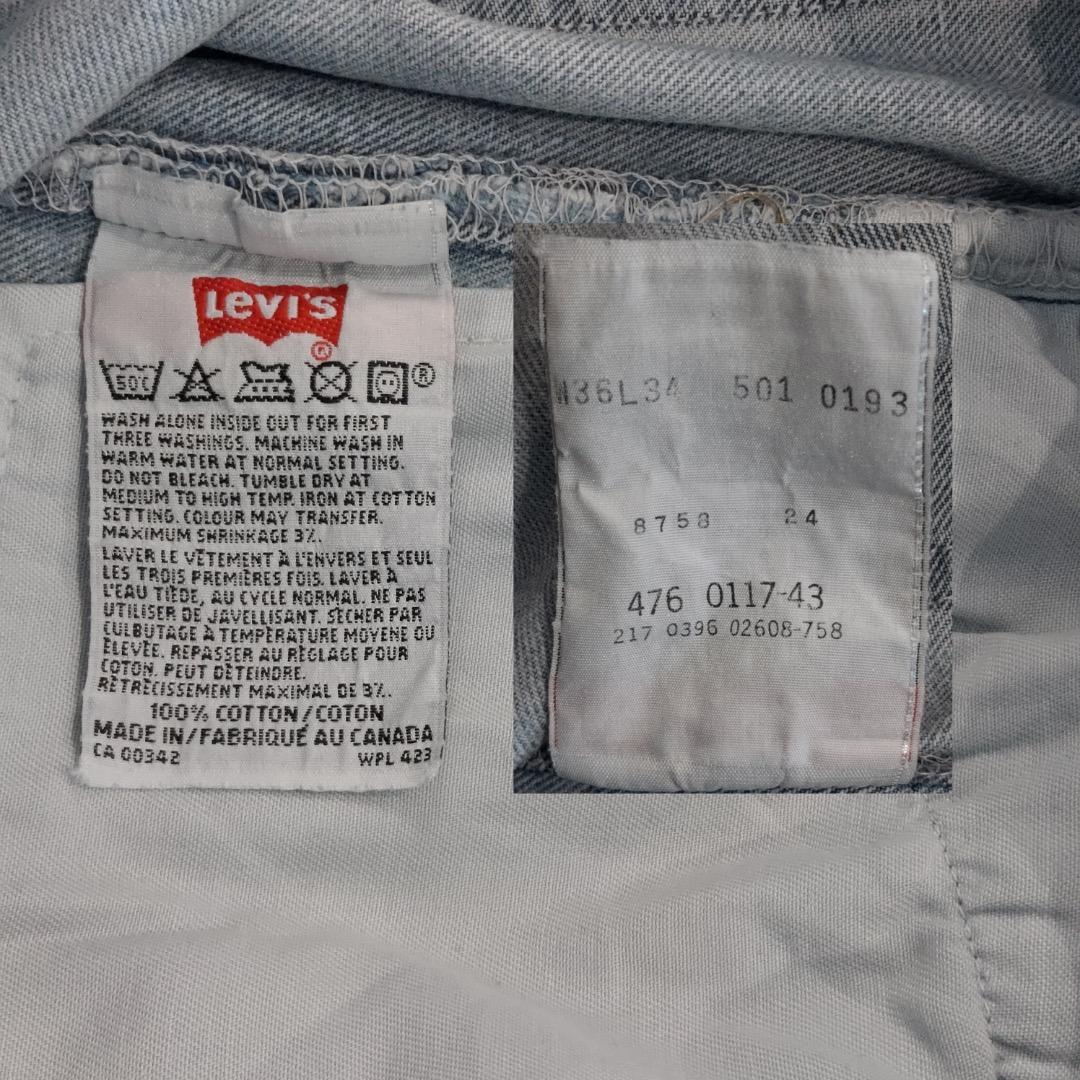 Levi's
®
50C ®
WASH ALONE INSIDE OUT FOR FIRST
THREE WASHINGS. MACHINE WASH IN
WARM WATER AT NORMAL SETTING.
DO NOT BLEACH. TUMBLE DRY AT
MEDIUM TO HIGH TEMP. IRON AT COTTON
SETTING. COLOUR MAY TRANSFER.
MAXIMUM SHRINKAGE 3%.
LAVER LE VÊTEMENT À L'ENVERS ET SEUL
LES TROIS PREMIÈRES FOIS. LAVER À
L'EAU TIÈDE, AU CYCLE NORMAL. NE PAS
UTILISER DE JAVELLISANT. SÉCHER PAR
CULBUTAGE À TEMPÉRATURE MOYENNE OU
ÉLEVÉE. REPASSER AU RÉGLAGE POUR
COTON. PEUT DÉTEINDRE.
RÉTRÉCISSEMENT MAXIMAL DE 3%.
100% COTTON/COTON
MADE IN/FABRIQUÉ AU CANADA
CA 00342 WPL 423
W36L34 501 0193
8758 24
476 0117-43
217 0396 02608-758